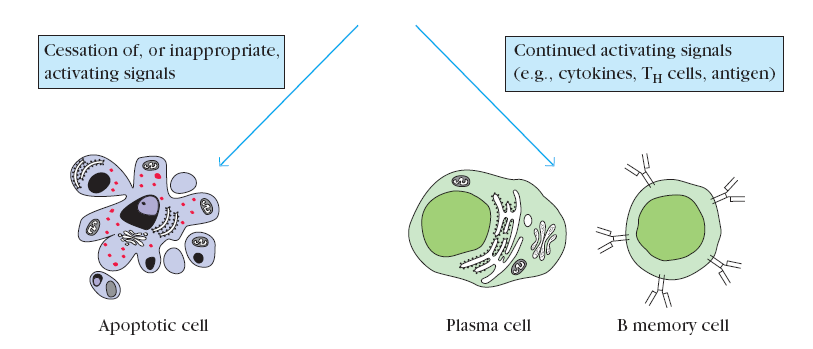 Cessation of, or inappropriate,
activating signals
Continued activating signals
(e.g., cytokines, TH cells, antigen)
Apoptotic cell
Plasma cell
B memory cell